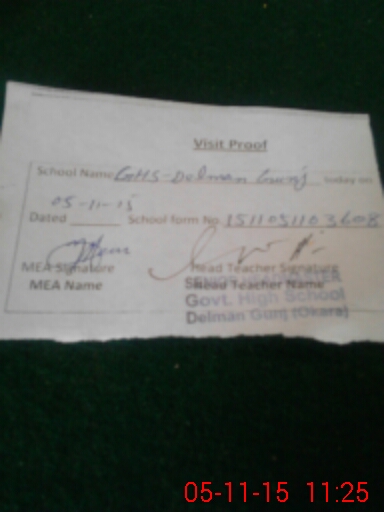 Visit Proof
School Name GHS-Delman Gunj today on
05-11-15
Dated School form No 1511051103608
MEA Signature Head Teacher Signature
MEA Name Head Teacher Name
Govt. High School
Delman Gunj (Okara)
05-11-15 11:25